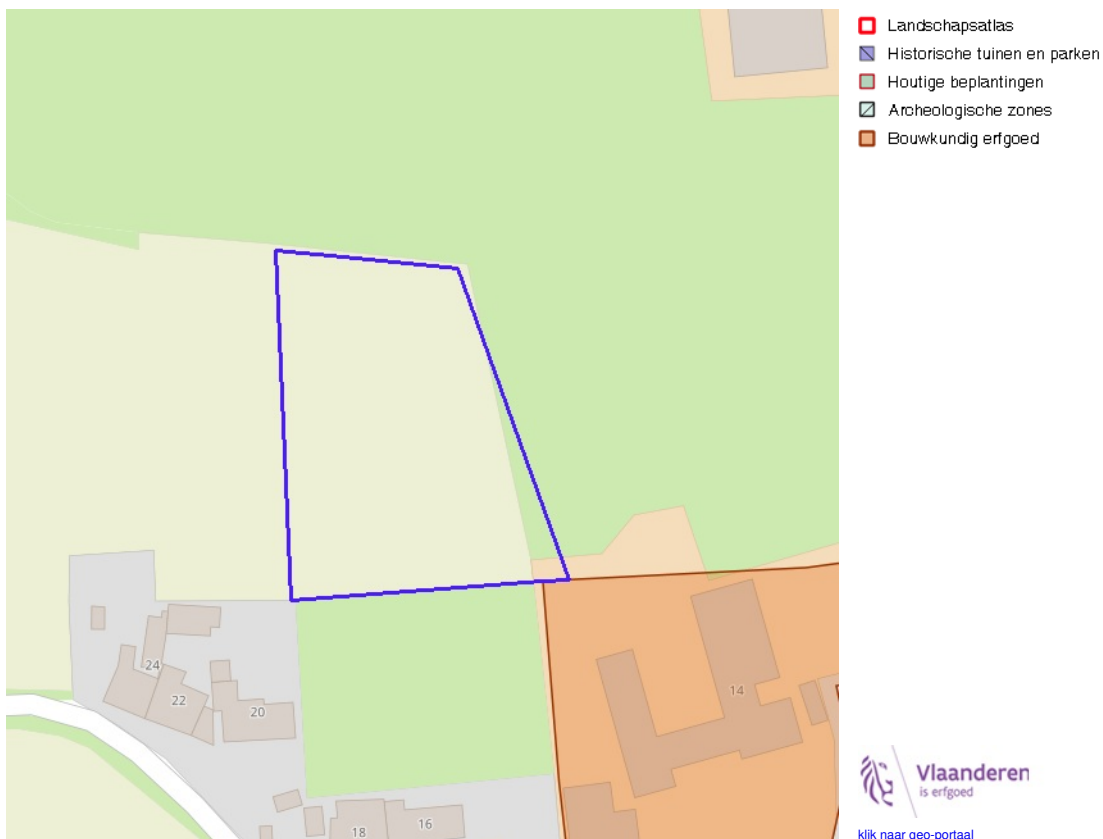 Landschapsatlas
Historische tuinen en parken
Houtige beplantingen
Archeologische zones
Bouwkundig erfgoed
24
22
20
14
18
16
Vlaanderen
is erfgoed
klik naar geo-portaal